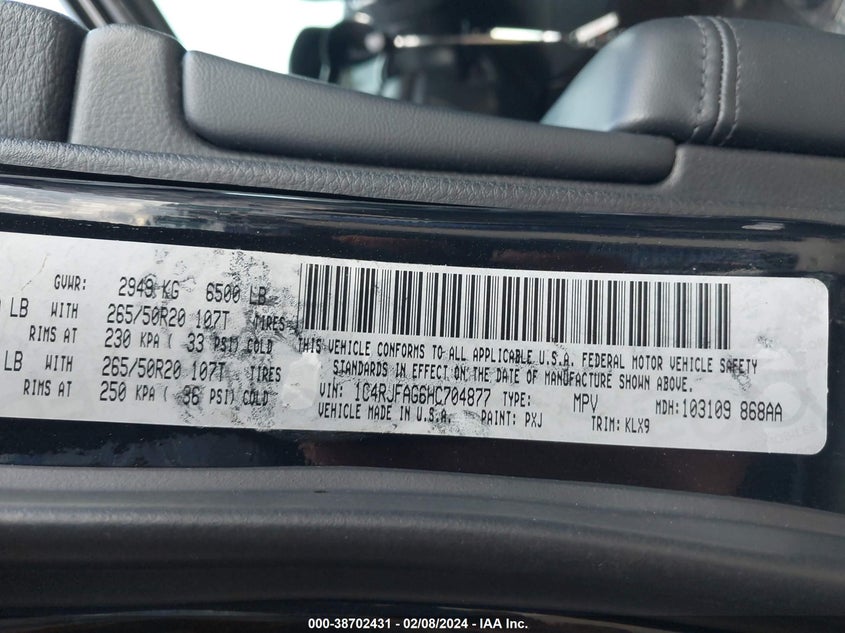 GVWR: 2949 KG 6500 LB
LB WITH 265/50R20 107T TIRES
RIMS AT 230 KPA ( 33 PSI) COLD
LB WITH 265/50R20 107T TIRES
RIMS AT 250 KPA ( 36 PSI) COLD
THIS VEHICLE CONFORMS TO ALL APPLICABLE U.S.A. FEDERAL MOTOR VEHICLE SAFETY
STANDARDS IN EFFECT ON THE DATE OF MANUFACTURE SHOWN ABOVE.
VIN: 1C4RJFAG6HC704877 TYPE: MPV MDH:103109 868AA
VEHICLE MADE IN U.S.A. PAINT: PXJ TRIM: KLX9
000-38702431 - 02/08/2024 - IAA Inc.